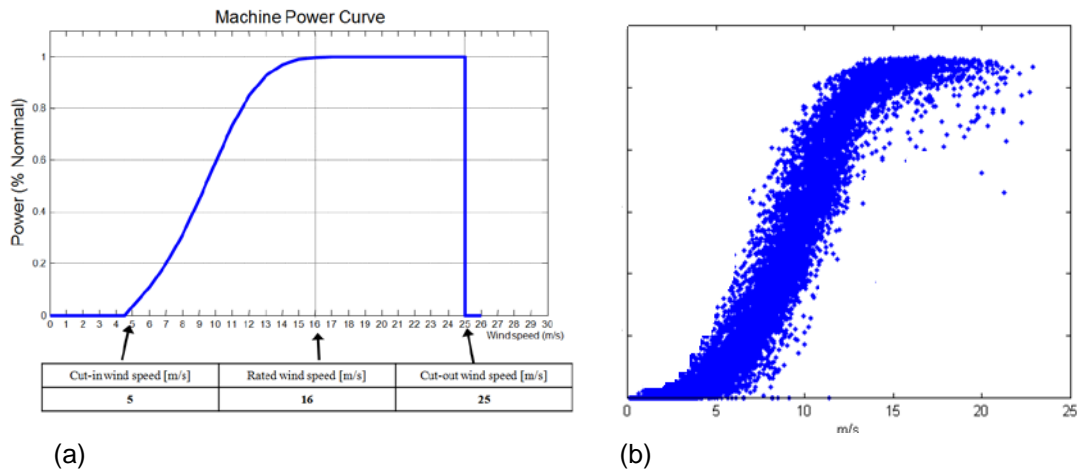 Machine Power Curve
Power (% Nominal)
1
0.8
0.6
0.4
0.2
0
0 1 2 3 4 5 6 7 8 9 10 11 12 13 14 15 16 17 18 19 20 21 22 23 24 25 26 27 28 29 30
Wind speed (m/s)
Cut-in wind speed [m/s] Rated wind speed [m/s] Cut-out wind speed [m/s]
5 16 25
(a)
0 5 10 15 20 25
m/s
(b)